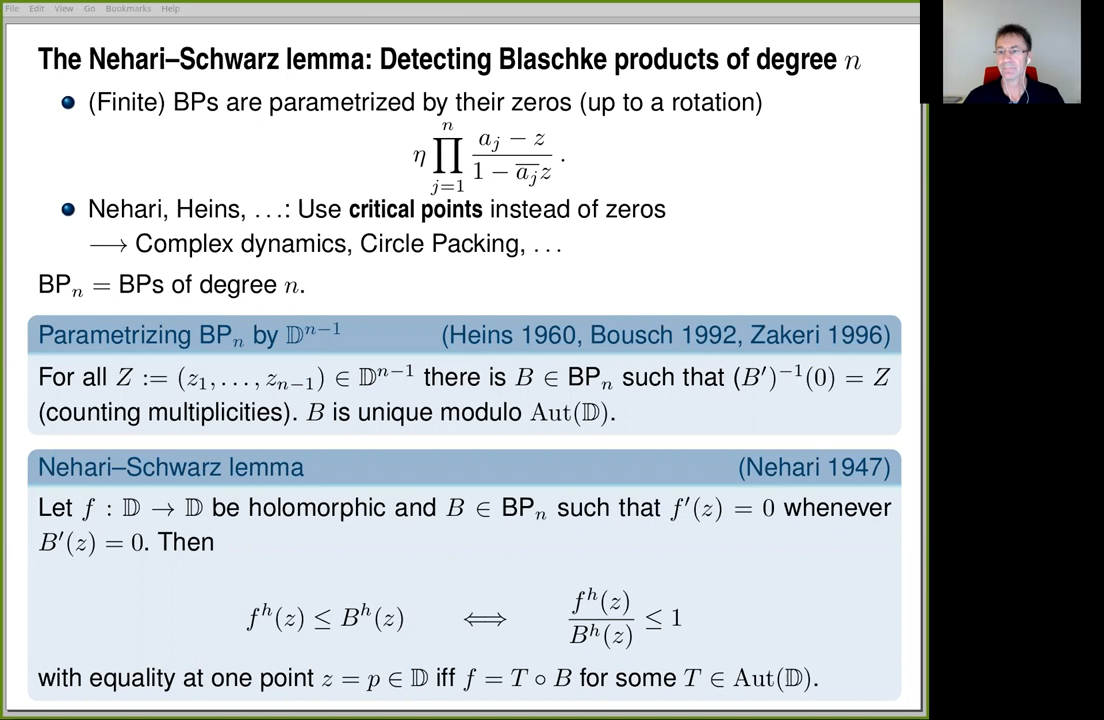 File Edit View Go Bookmarks Help
The Nehari–Schwarz lemma: Detecting Blaschke products of degree n
(Finite) BPs are parametrized by their zeros (up to a rotation)
η ∏_{j=1}^{n} (a_j − z)/(1 − \overline{a_j}z) .
Nehari, Heins, ...: Use critical points instead of zeros
⟶ Complex dynamics, Circle Packing, ...
BP_n = BPs of degree n.
Parametrizing BP_n by 𝔻^{n−1} (Heins 1960, Bousch 1992, Zakeri 1996)
For all Z := (z_1, ..., z_{n−1}) ∈ 𝔻^{n−1} there is B ∈ BP_n such that (B′)^{−1}(0) = Z
(counting multiplicities). B is unique modulo Aut(𝔻).
Nehari–Schwarz lemma (Nehari 1947)
Let f : 𝔻 → 𝔻 be holomorphic and B ∈ BP_n such that f′(z) = 0 whenever
B′(z) = 0. Then
f^h(z) ≤ B^h(z) ⟺ f^h(z)/B^h(z) ≤ 1
with equality at one point z = p ∈ 𝔻 iff f = T ∘ B for some T ∈ Aut(𝔻).